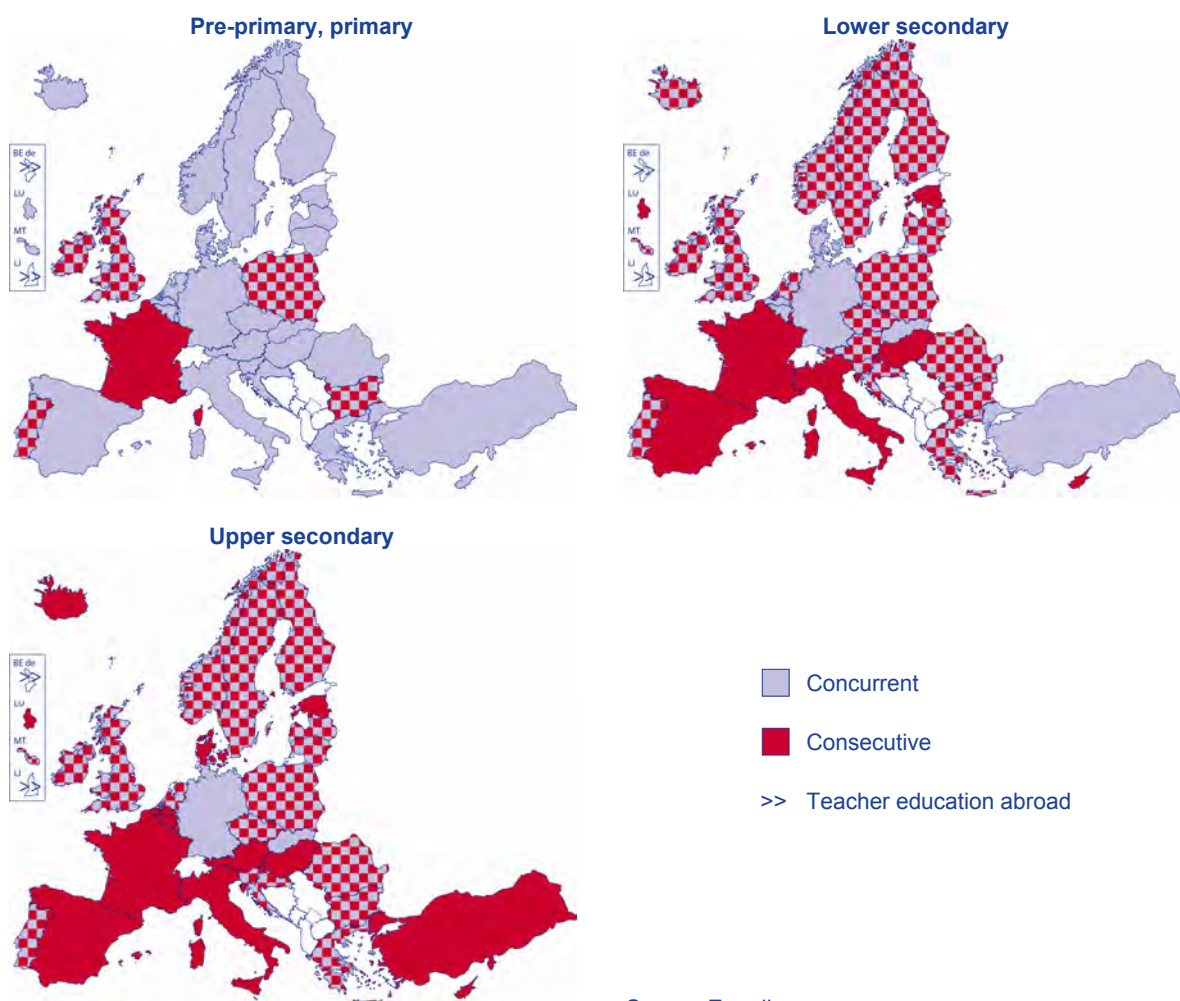 Pre-primary, primary
Lower secondary
BE de
LU
MT
LI
BE de
LU
MT
LI
Upper secondary
BE de
LU
MT
LI
Concurrent
Consecutive
>> Teacher education abroad